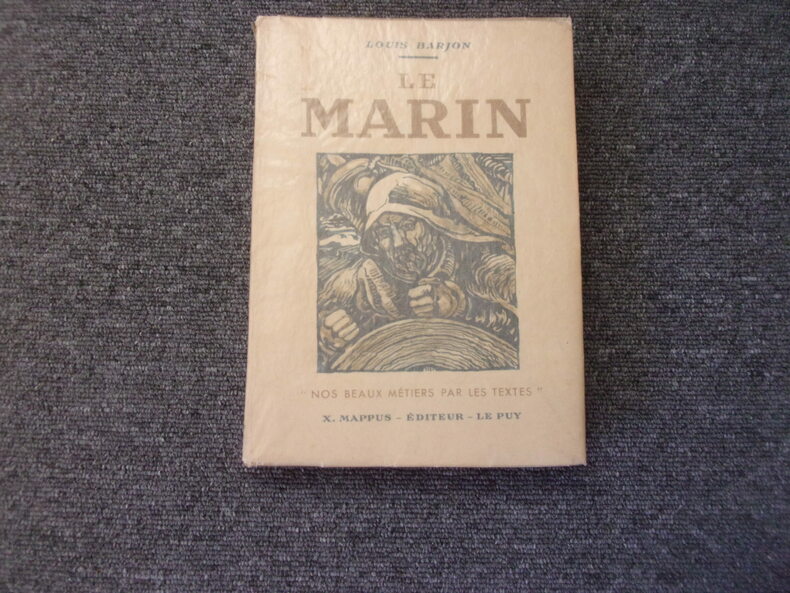 LOUIS BARJON
LE
MARIN
"NOS BEAUX MÉTIERS PAR LES TEXTES"
X. MAPPUS - ÉDITEUR - LE PUY